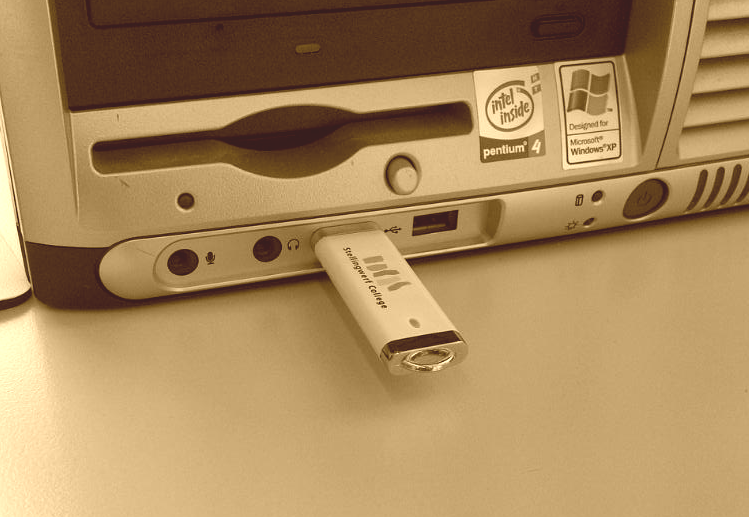 intel
inside
pentium® 4
Designed for
Microsoft®
Windows®XP
Stellingwerf College